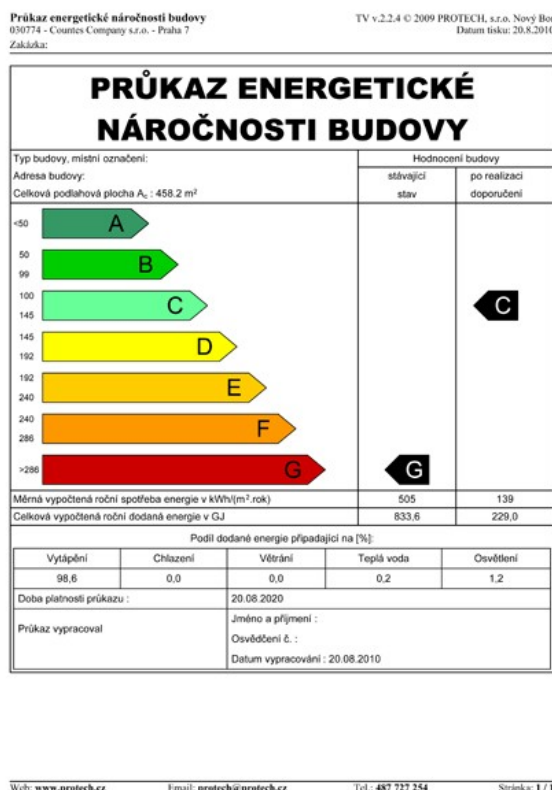 Průkaz energetické náročnosti budovy
TV v.2.2.4 © 2009 PROTECH, s.r.o. Nový Bor
030774 - Countes Company s.r.o. - Praha 7
Datum tisku: 20.8.2010
Zakázka:
PRŮKAZ ENERGETICKÉ
NÁROČNOSTI BUDOVY
Typ budovy, místní označení:
Hodnocení budovy
Adresa budovy:
stávající
stav
po realizaci
doporučení
Celková podlahová plocha Ac : 458.2 m²
<50 A
50
99 B
100
145 C
C
145
192 D
192
240 E
240
286 F
>286 G
G
Měrná vypočtená roční spotřeba energie v kWh/(m².rok) 505 139
Celková vypočtená roční dodaná energie v GJ 833,6 229,0
Podíl dodané energie připadající na [%]:
Vytápění Chlazení Větrání Teplá voda Osvětlení
98,6 0,0 0,0 0,2 1,2
Doba platnosti průkazu : 20.08.2020
Průkaz vypracoval
Jméno a příjmení :
Osvědčení č. :
Datum vypracování : 20.08.2010
Web: www.protech.cz Email: protech@protech.cz Tel.: 487 727 254 Stránka: 1 / 1